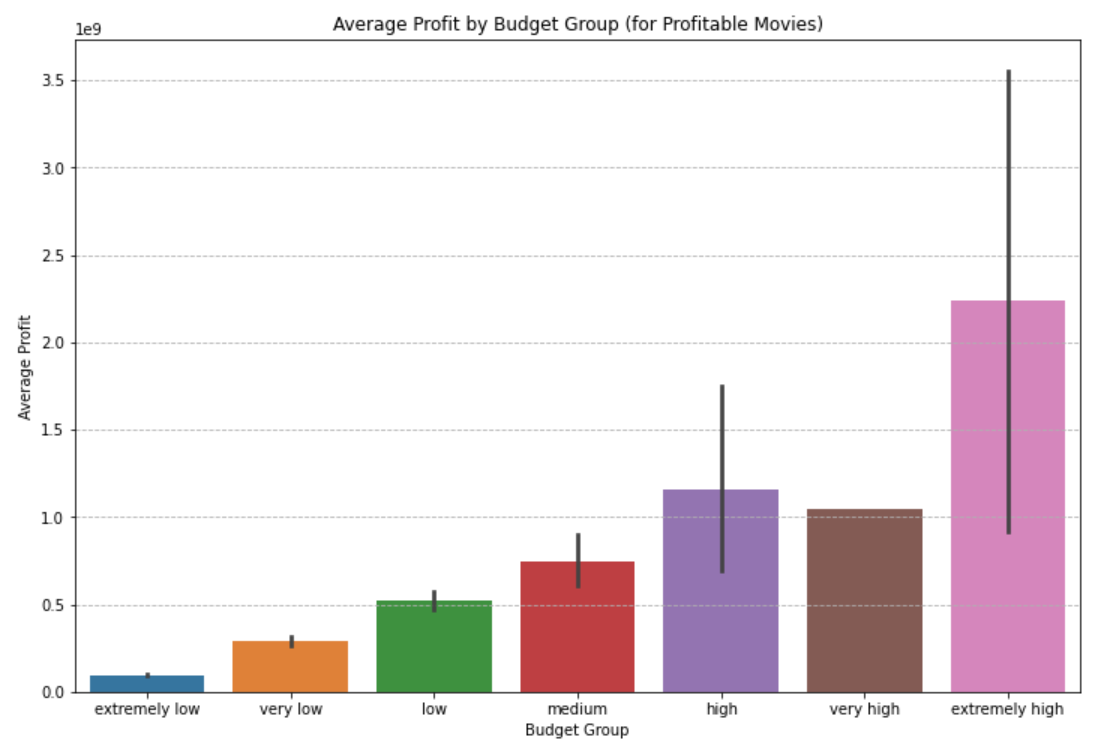 Average Profit by Budget Group (for Profitable Movies)
1e9
3.5
3.0
2.5
2.0
1.5
1.0
0.5
0.0
Average Profit
extremely low very low low medium high very high extremely high
Budget Group